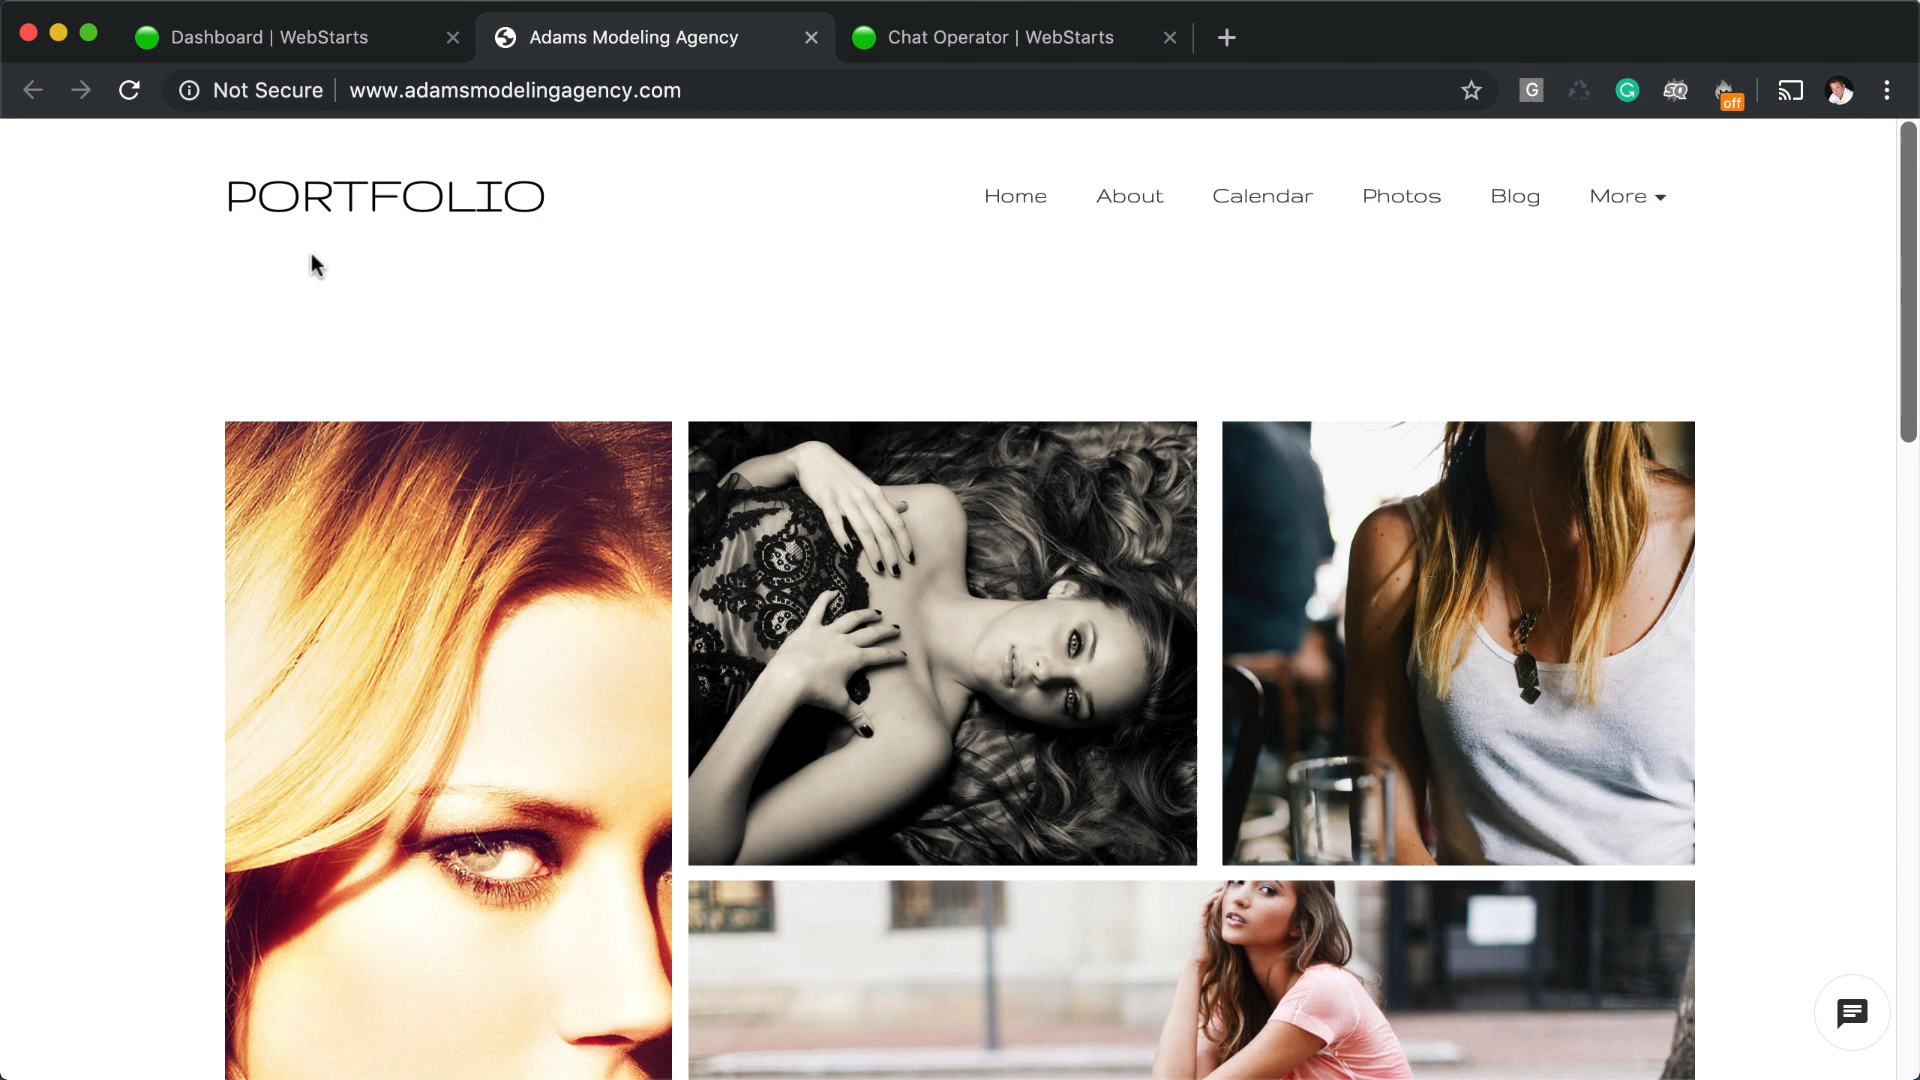 Dashboard | WebStarts
Adams Modeling Agency
Chat Operator | WebStarts
Not Secure
www.adamsmodelingagency.com
G
G
SQ
off
PORTFOLIO
Home
About
Calendar
Photos
Blog
More